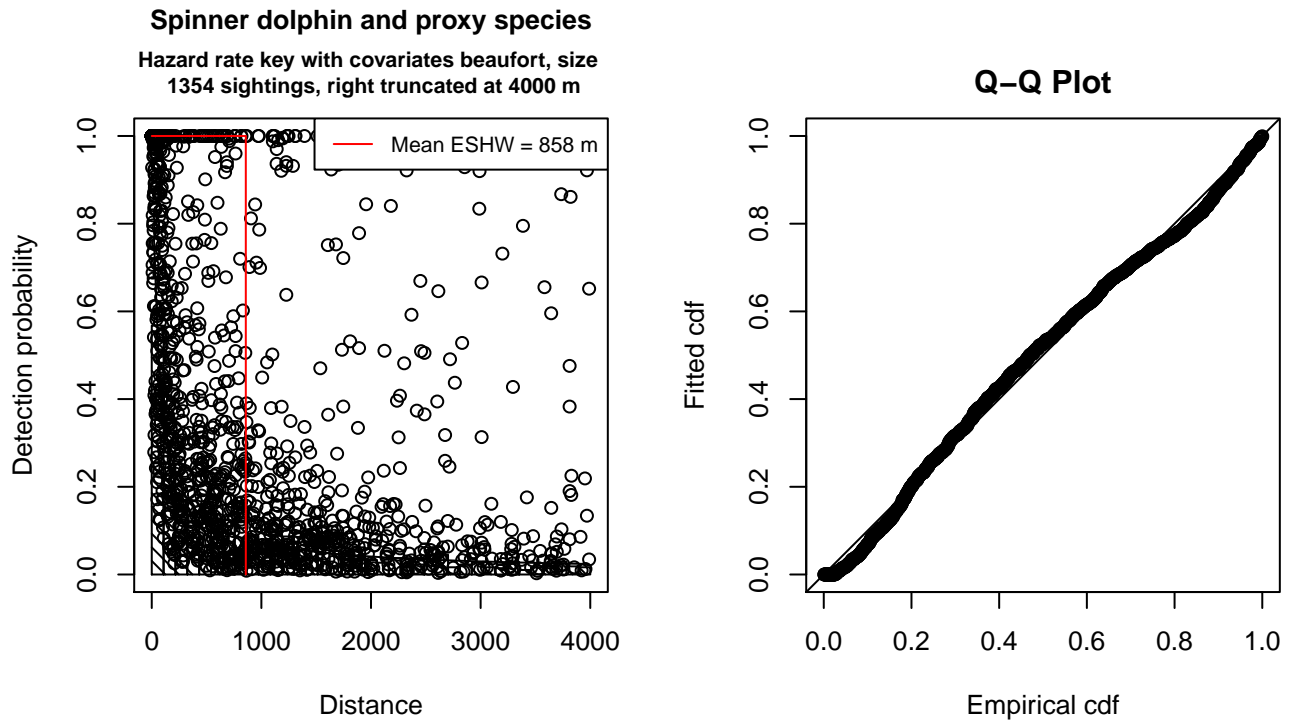 Spinner dolphin and proxy species
Hazard rate key with covariates beaufort, size
1354 sightings, right truncated at 4000 m
Mean ESHW = 858 m
Detection probability
0.0 0.2 0.4 0.6 0.8 1.0
0 1000 2000 3000 4000
Distance
Q−Q Plot
Fitted cdf
0.0 0.2 0.4 0.6 0.8 1.0
0.0 0.2 0.4 0.6 0.8 1.0
Empirical cdf